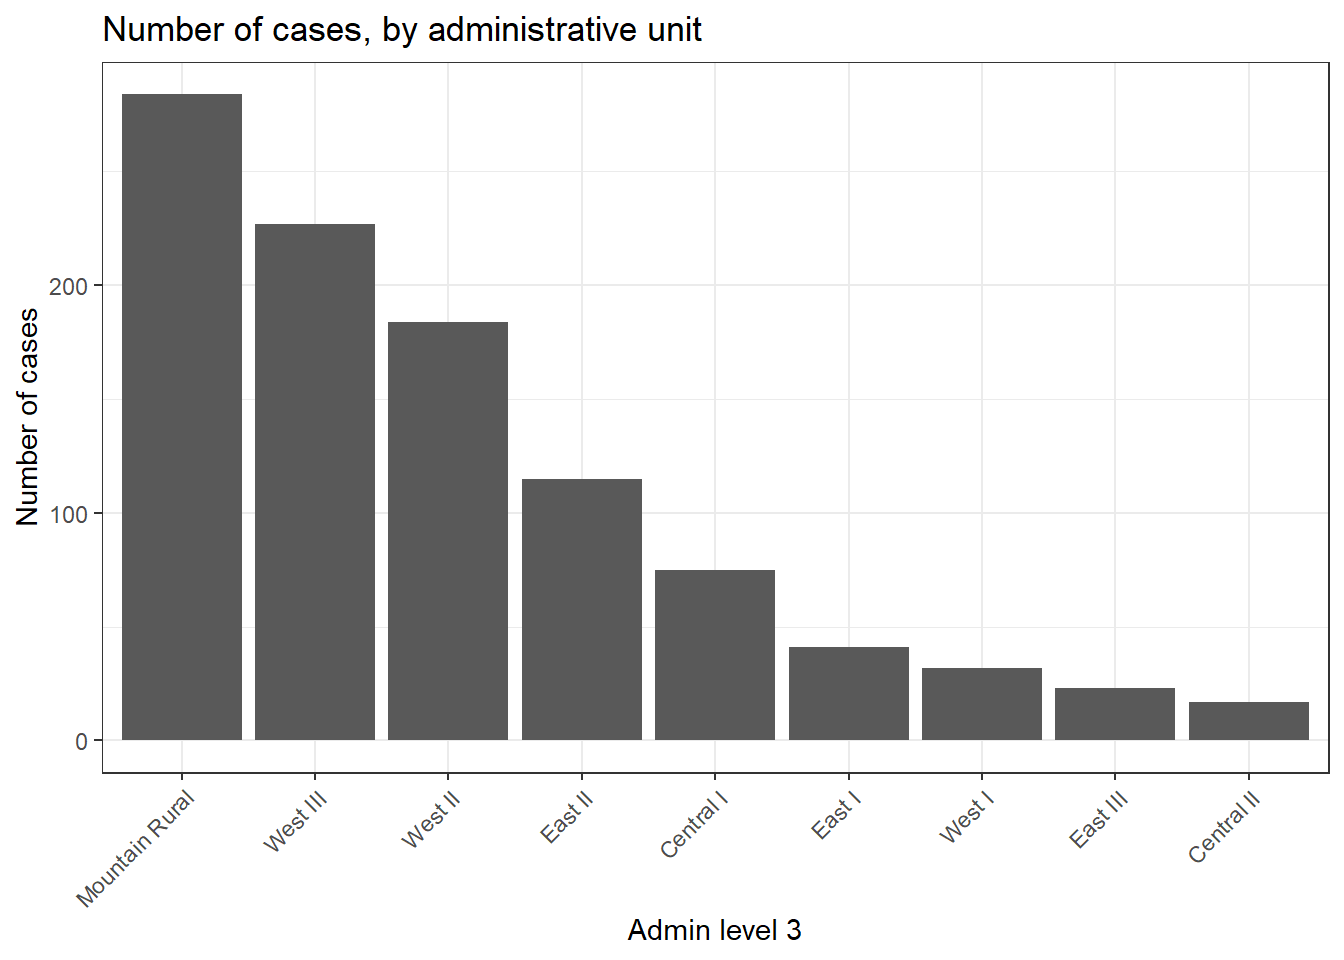 Number of cases, by administrative unit
Number of cases
200
100
0
Mountain Rural
West III
West II
East II
Central I
East I
West I
East III
Central II
Admin level 3